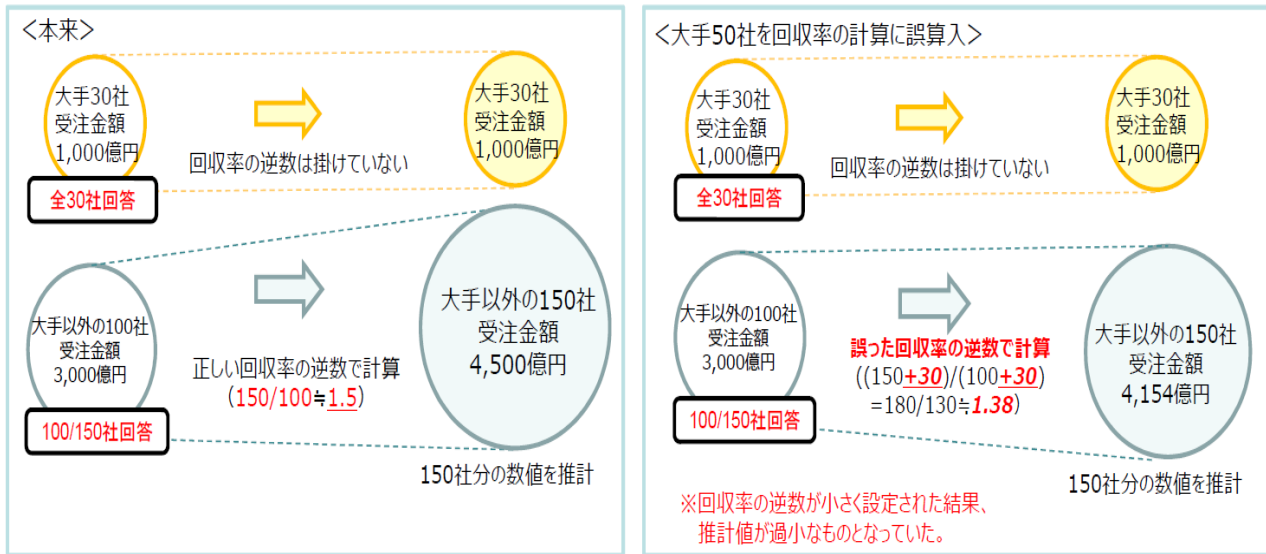 ＜本来＞
大手30社
受注金額
1,000億円
全30社回答
回収率の逆数は掛けていない
大手30社
受注金額
1,000億円
大手以外の100社
受注金額
3,000億円
100/150社回答
正しい回収率の逆数で計算
（150/100≒1.5）
大手以外の150社
受注金額
4,500億円
150社分の数値を推計
＜大手50社を回収率の計算に誤算入＞
大手30社
受注金額
1,000億円
全30社回答
回収率の逆数は掛けていない
大手30社
受注金額
1,000億円
大手以外の100社
受注金額
3,000億円
100/150社回答
誤った回収率の逆数で計算
（(150+30)/(100+30)
=180/130≒1.38）
大手以外の150社
受注金額
4,154億円
150社分の数値を推計
※回収率の逆数が小さく設定された結果、
推計値が過小なものとなっていた。